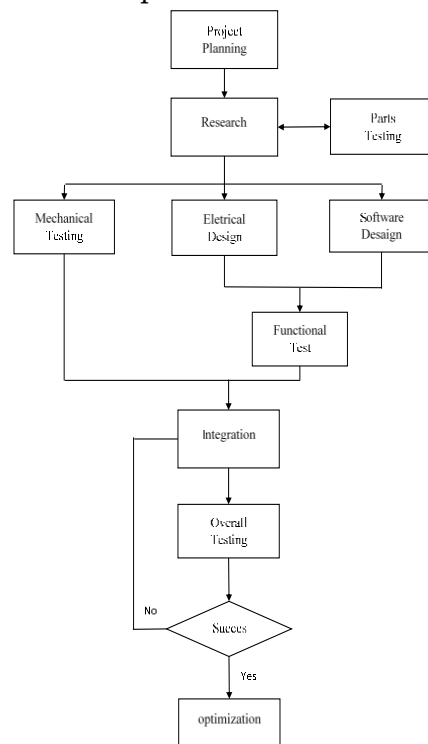 Project
Planning
Research
Parts
Testing
Mechanical
Testing
Eletrical
Design
Software
Desaign
Functional
Test
Integration
Overall
Testing
No
Succes
Yes
optimization